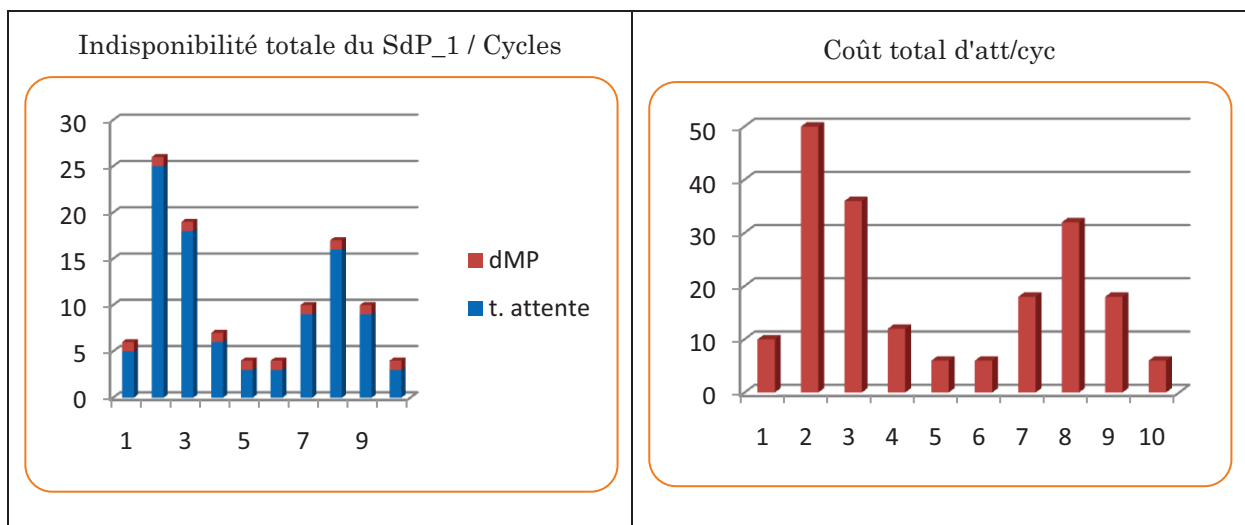 Indisponibilité totale du SdP_1 / Cycles
30
25
20
15
10
5
0
1 3 5 7 9
dMP
t. attente
Coût total d'att/cyc
50
40
30
20
10
0
1 2 3 4 5 6 7 8 9 10